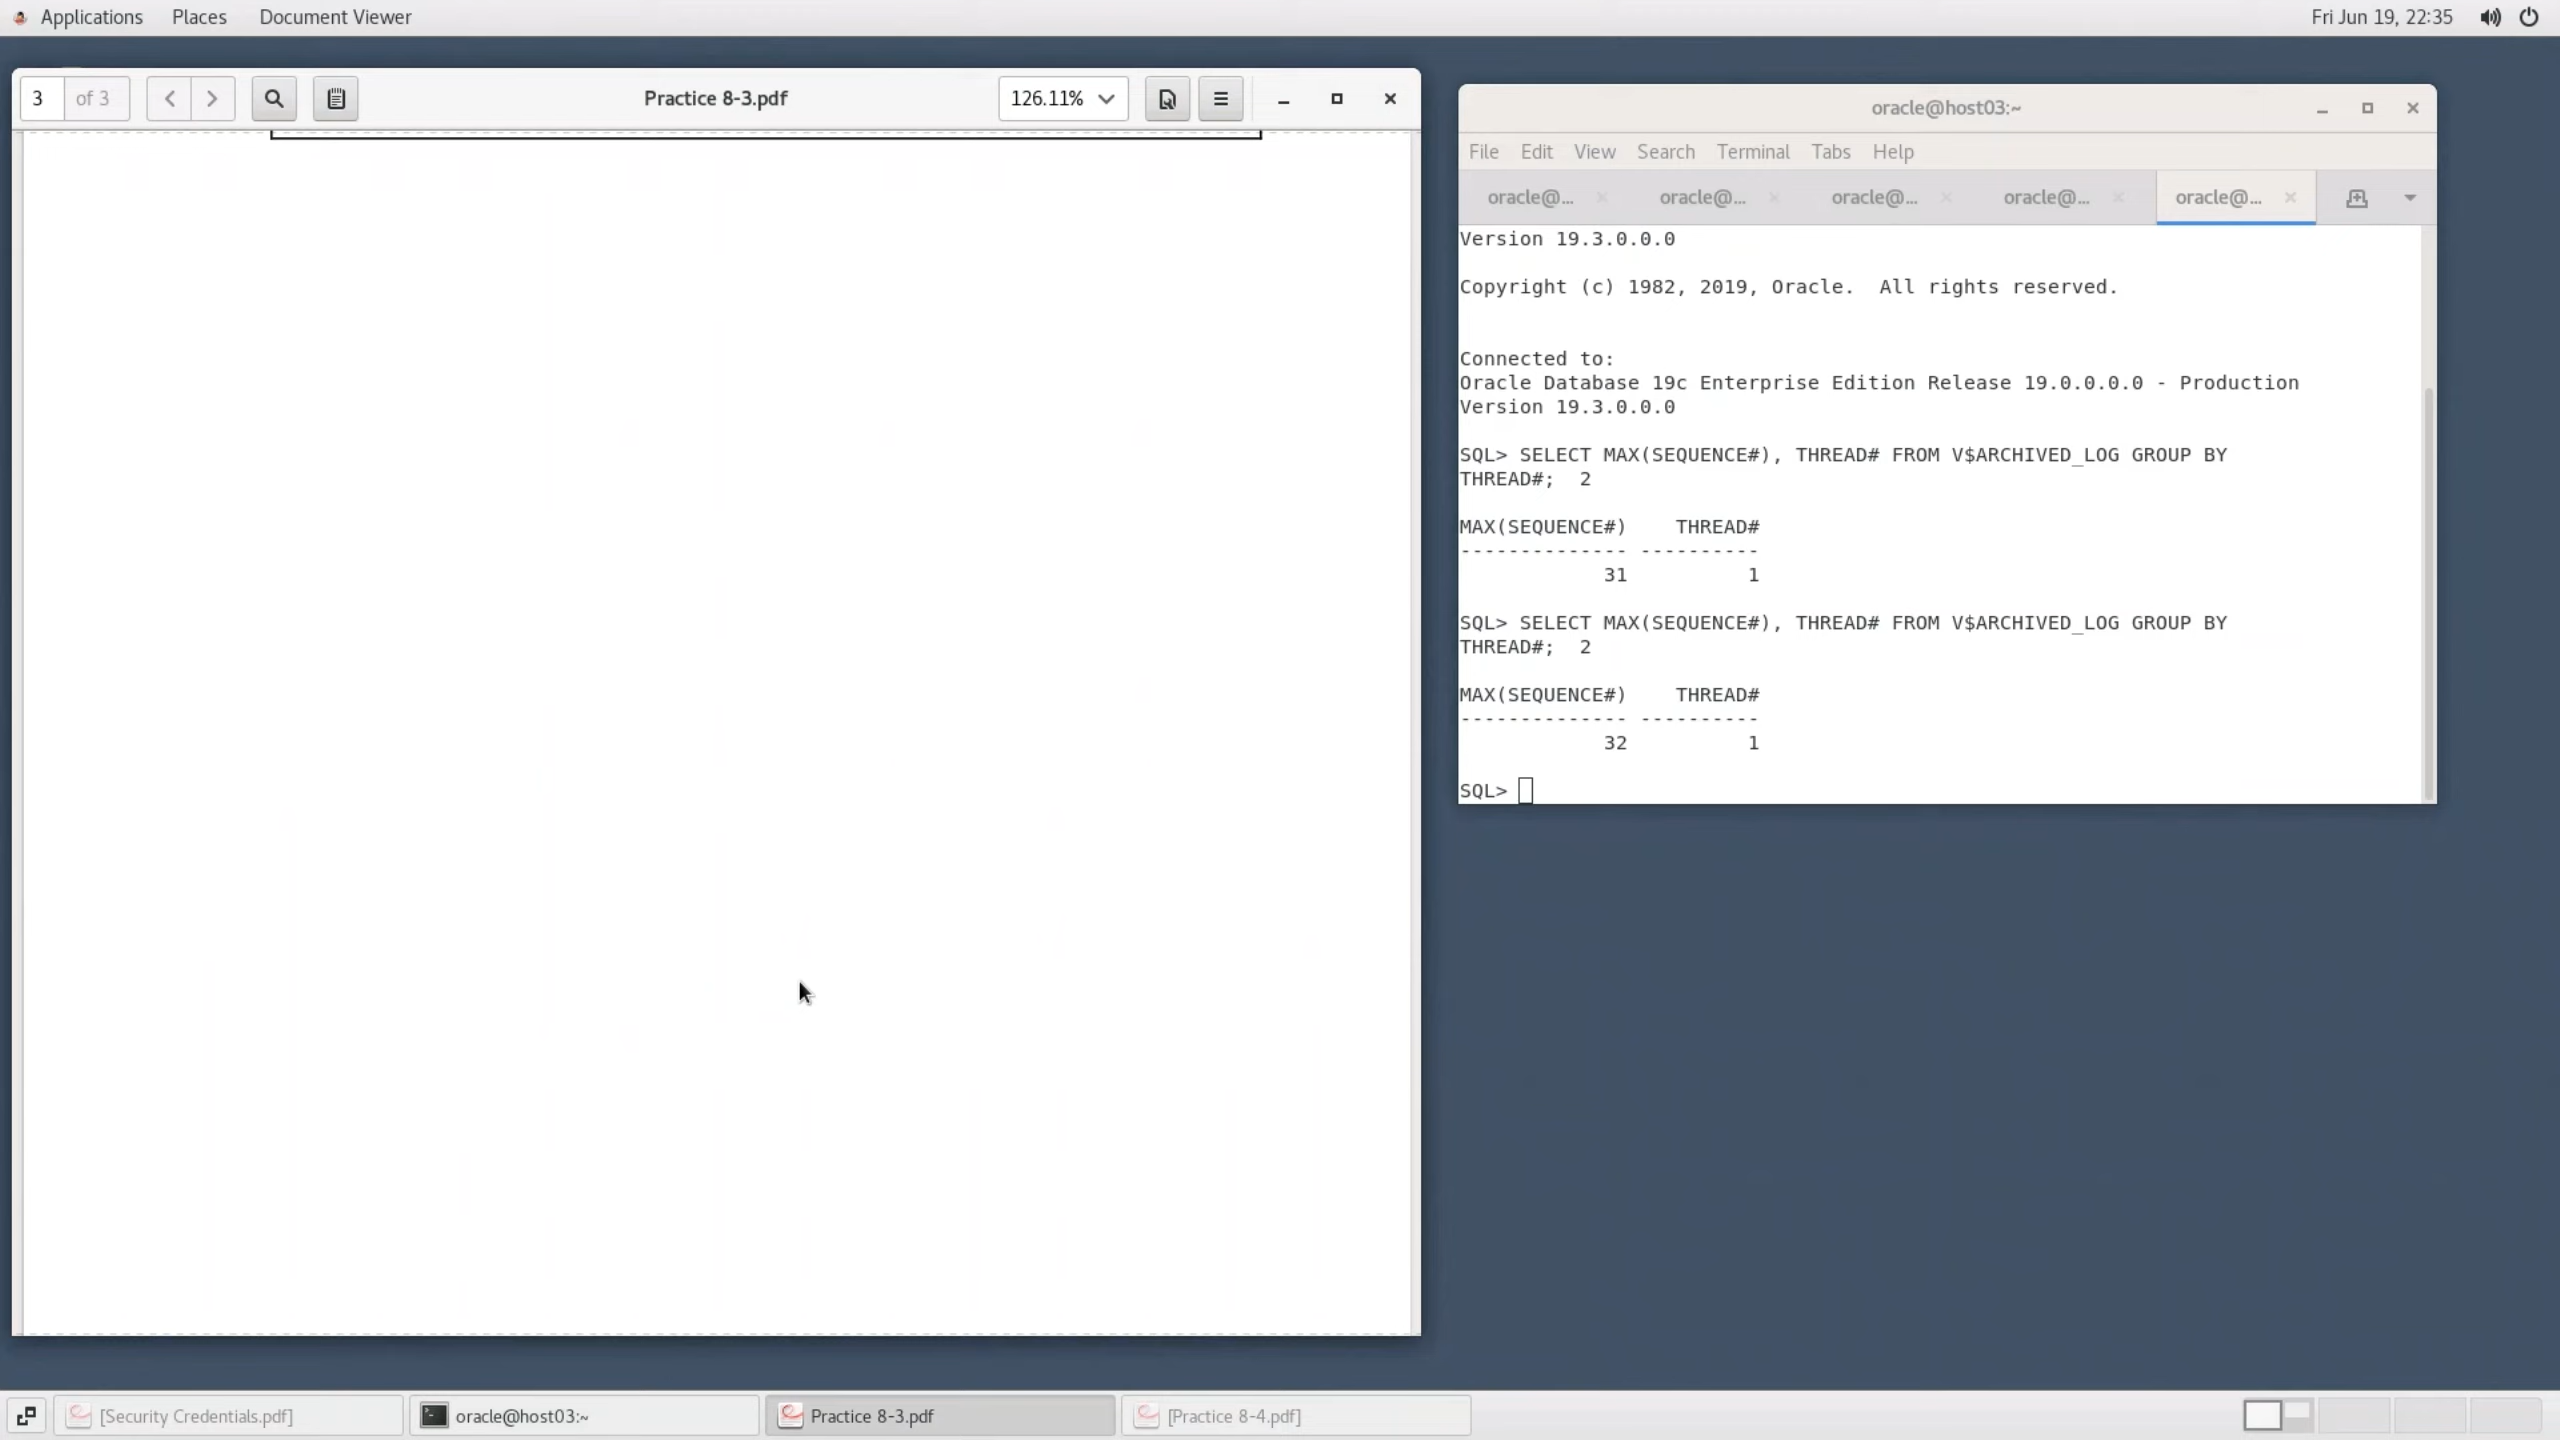 Applications Places Document Viewer Fri Jun 19, 22:35
3 of 3 Practice 8-3.pdf 126.11%
oracle@host03:~
File Edit View Search Terminal Tabs Help
oracle@... oracle@... oracle@... oracle@... oracle@...
Version 19.3.0.0.0
Copyright (c) 1982, 2019, Oracle.  All rights reserved.
Connected to:
Oracle Database 19c Enterprise Edition Release 19.0.0.0.0 - Production
Version 19.3.0.0.0
SQL> SELECT MAX(SEQUENCE#), THREAD# FROM V$ARCHIVED_LOG GROUP BY
THREAD#;  2
MAX(SEQUENCE#)    THREAD#
-------------- ----------
31          1
SQL> SELECT MAX(SEQUENCE#), THREAD# FROM V$ARCHIVED_LOG GROUP BY
THREAD#;  2
MAX(SEQUENCE#)    THREAD#
-------------- ----------
32          1
SQL>
[Security Credentials.pdf] oracle@host03:~ Practice 8-3.pdf [Practice 8-4.pdf]